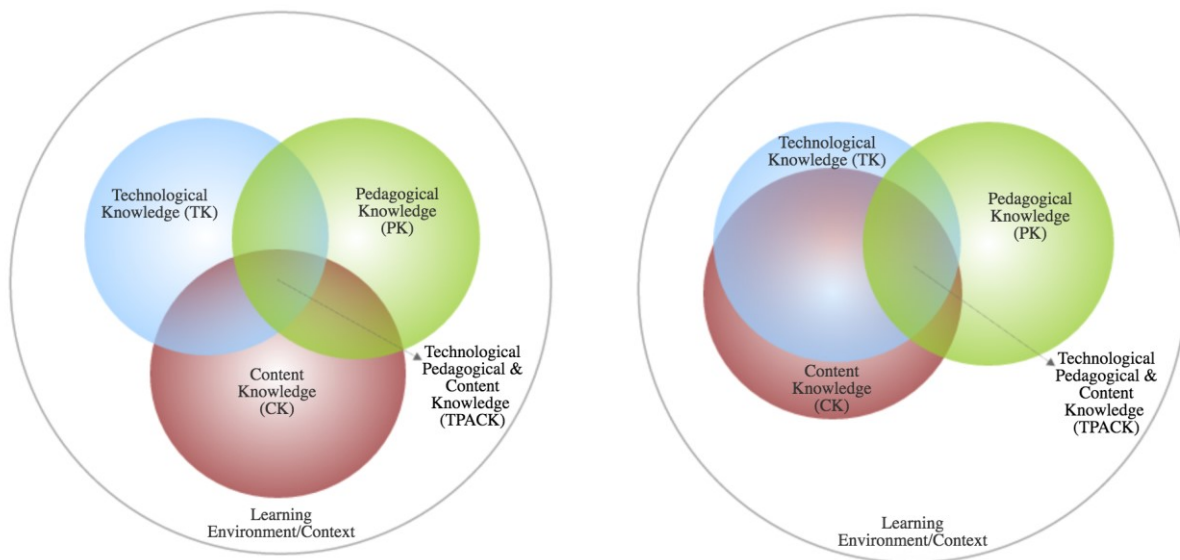 Technological
Knowledge (TK)
Pedagogical
Knowledge
(PK)
Content
Knowledge
(CK)
Technological
Pedagogical &
Content
Knowledge
(TPACK)
Learning
Environment/Context
Technological
Knowledge (TK)
Pedagogical
Knowledge
(PK)
Content
Knowledge
(CK)
Technological
Pedagogical &
Content
Knowledge
(TPACK)
Learning
Environment/Context